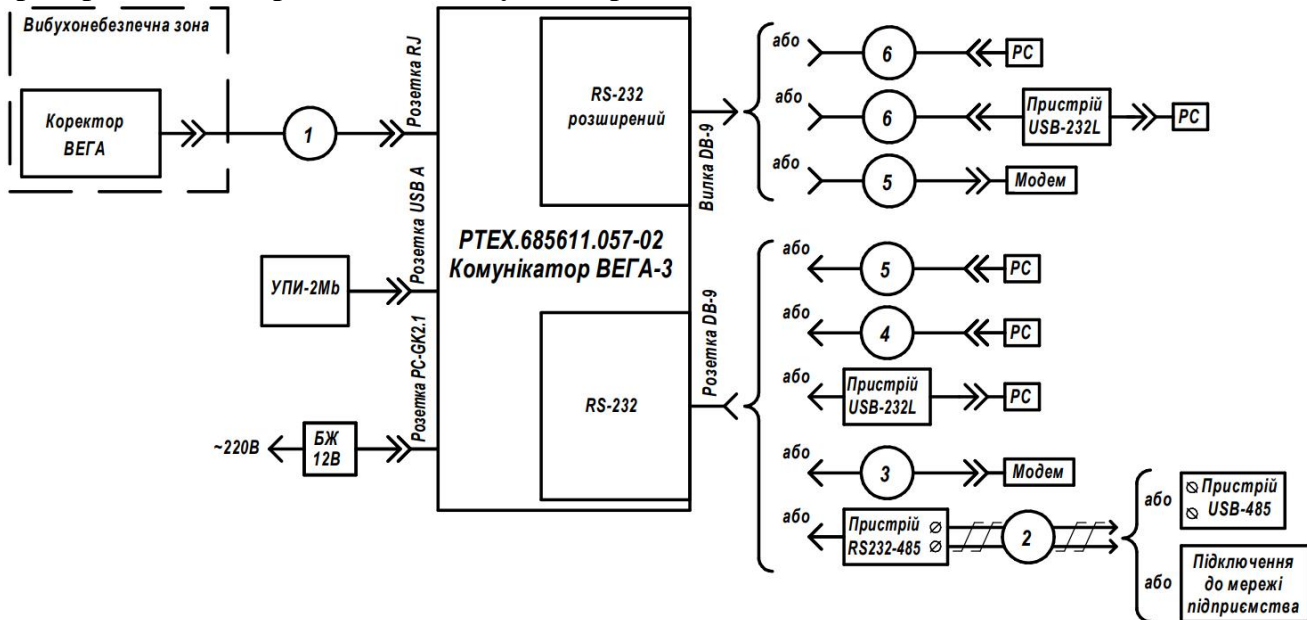 Вибухонебезпечна зона
Коректор
ВЕГА
1
Розетка RJ
УПИ-2Mb
Розетка USB A
~220В
БЖ
12В
Розетка PC-GK2.1
РТЕХ.685611.057-02
Комунікатор ВЕГА-3
RS-232
розширений
Вилка DB-9
або
6
PC
або
6
Пристрій
USB-232L
PC
або
5
Модем
RS-232
Розетка DB-9
або
5
PC
або
4
PC
або
Пристрій
USB-232L
PC
або
3
Модем
або
Пристрій
RS232-485
2
або
Пристрій
USB-485
або
Підключення
до мережі
підприємства